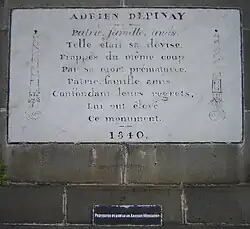 ADRIEN DEPINAY
Patrie, famille, amis.
Telle était sa devise.
Frappés du même coup
Par sa mort prématurée.
Patrie, famille, amis
Confondant leurs regrets,
Lui ont élevé
Ce monument.
1840.